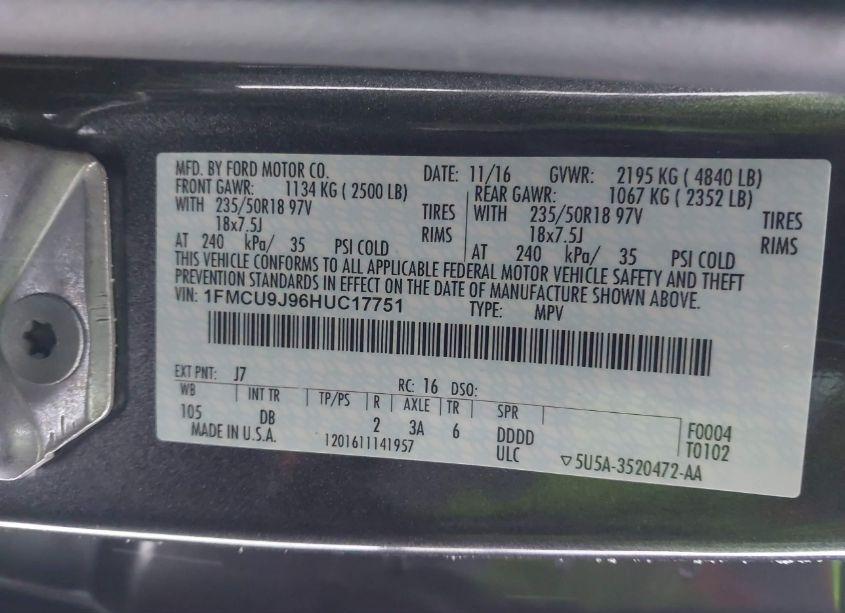 MFD. BY FORD MOTOR CO. DATE: 11/16 GVWR: 2195 KG ( 4840 LB)
FRONT GAWR: 1134 KG ( 2500 LB) REAR GAWR: 1067 KG ( 2352 LB)
WITH 235/50R18 97V TIRES WITH 235/50R18 97V TIRES
18x7.5J RIMS 18x7.5J RIMS
AT 240 kPa/ 35 PSI COLD AT 240 kPa/ 35 PSI COLD
THIS VEHICLE CONFORMS TO ALL APPLICABLE FEDERAL MOTOR VEHICLE SAFETY AND THEFT
PREVENTION STANDARDS IN EFFECT ON THE DATE OF MANUFACTURE SHOWN ABOVE.
VIN: 1FMCU9J96HUC17751 TYPE: MPV
EXT PNT: J7 RC: 16 DSO:
WB INT TR TP/PS R AXLE TR SPR
105 DB 2 3A 6 DDDD F0004
MADE IN U.S.A. 1201611141957 ULC T0102
▽5U5A-3520472-AA